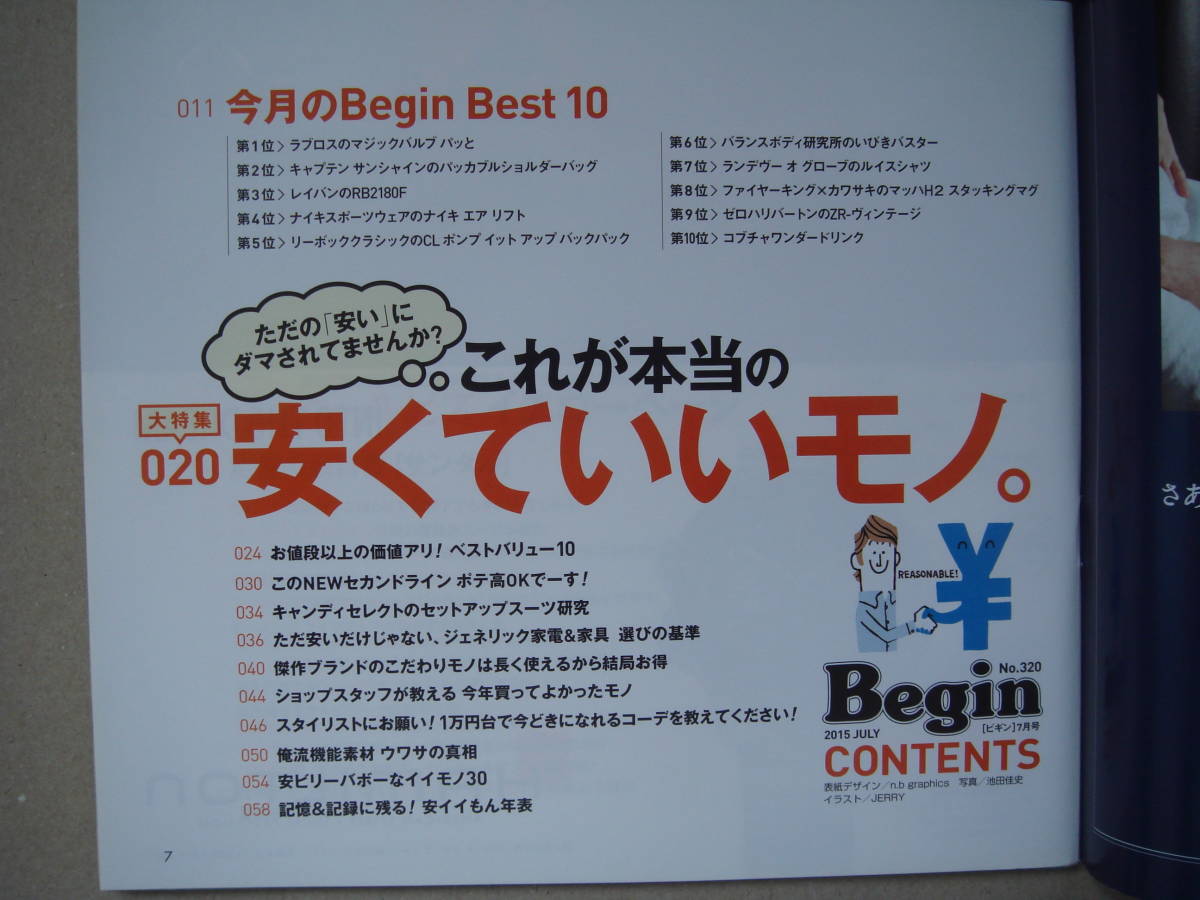 011 今月のBegin Best 10
第1位〉ラブロスのマジックバルブ パッと
第2位〉キャプテン サンシャインのパッカブルショルダーバッグ
第3位〉レイバンのRB2180F
第4位〉ナイキスポーツウェアのナイキ エア リフト
第5位〉リーボッククラシックのCL ポンプ イット アップ バックパック
第6位〉バランスボディ研究所のいびきバスター
第7位〉ランデヴー オ グローブのルイスシャツ
第8位〉ファイヤーキング×カワサキのマッハH2 スタッキングマグ
第9位〉ゼロハリバートンのZR-ヴィンテージ
第10位〉コブチャワンダードリンク
ただの「安い」に
ダマされてませんか?
これが本当の
大特集
020
安くていいモノ。
024 お値段以上の価値アリ! ベストバリュー10
030 このNEWセカンドライン ポテ高OKでーす!
034 キャンディセレクトのセットアップスーツ研究
036 ただ安いだけじゃない、ジェネリック家電&家具 選びの基準
040 傑作ブランドのこだわりモノは長く使えるから結局お得
044 ショップスタッフが教える 今年買ってよかったモノ
046 スタイリストにお願い! 1万円台で今どきになれるコーデを教えてください!
050 俺流機能素材 ウワサの真相
054 安ビリーバボーなイイモノ30
058 記憶&記録に残る! 安イイもん年表
REASONABLE!
¥
Begin
No.320
2015 JULY
[ビギン]7月号
CONTENTS
表紙デザイン/n.b graphics 写真/池田佳史
イラスト/JERRY
7
さあ